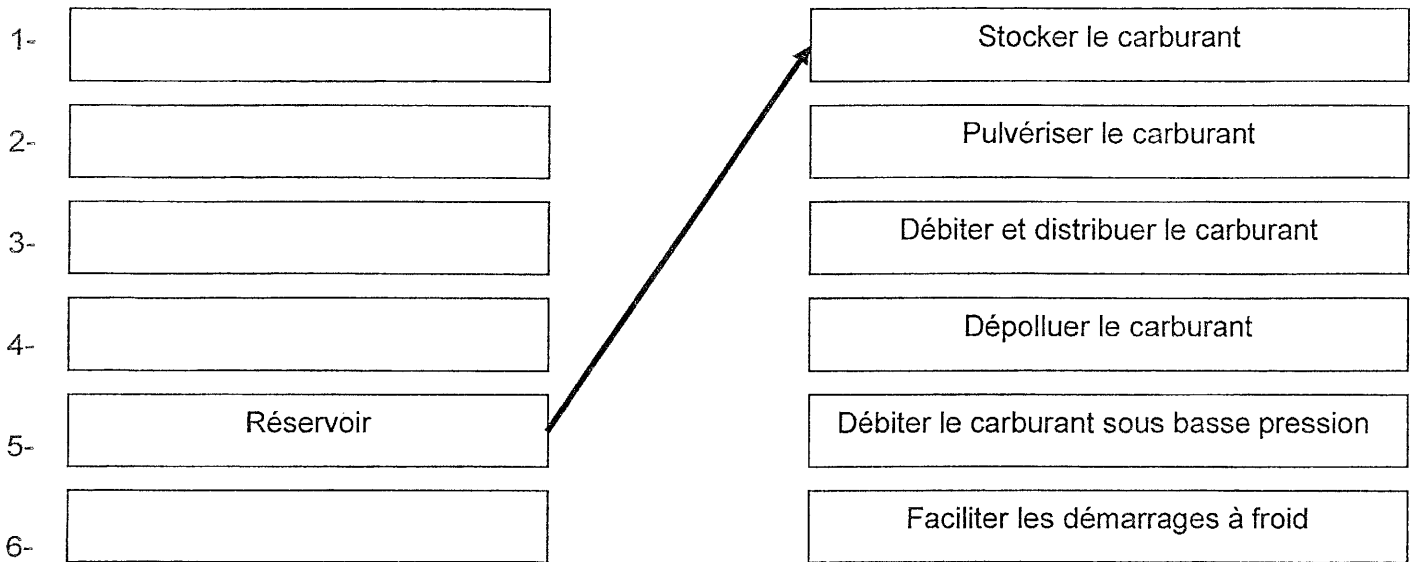 1- Stocker le carburant
2- Pulvériser le carburant
3- Débiter et distribuer le carburant
4- Dépolluer le carburant
5- Réservoir Débiter le carburant sous basse pression
6- Faciliter les démarrages à froid